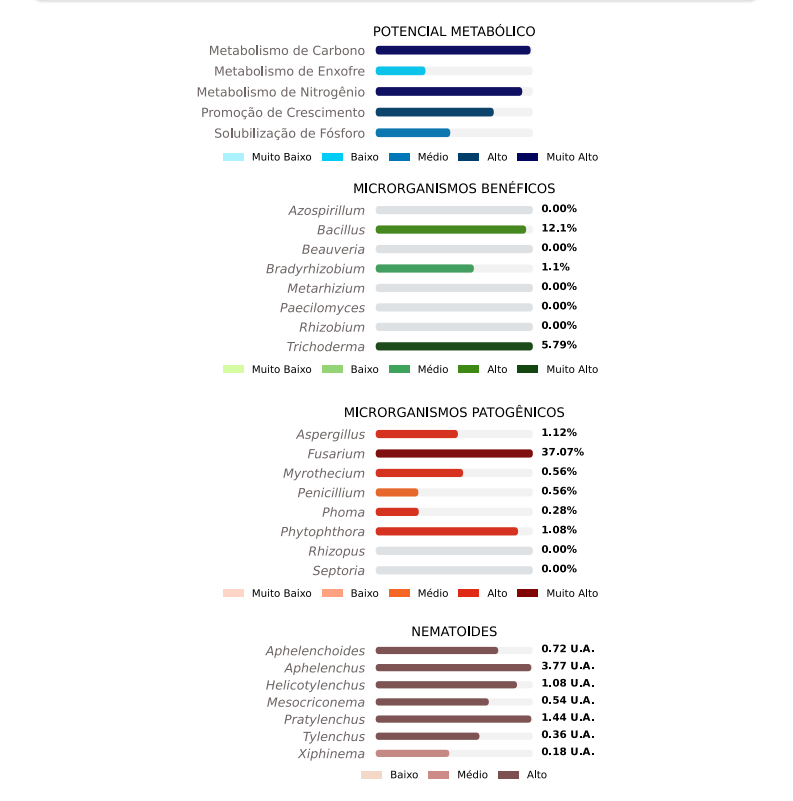 POTENCIAL METABÓLICO
Metabolismo de Carbono
Metabolismo de Enxofre
Metabolismo de Nitrogênio
Promoção de Crescimento
Solubilização de Fósforo
Muito Baixo Baixo Médio Alto Muito Alto
MICRORGANISMOS BENÉFICOS
Azospirillum 0.00%
Bacillus 12.1%
Beauveria 0.00%
Bradyrhizobium 1.1%
Metarhizium 0.00%
Paecilomyces 0.00%
Rhizobium 0.00%
Trichoderma 5.79%
Muito Baixo Baixo Médio Alto Muito Alto
MICRORGANISMOS PATOGÊNICOS
Aspergillus 1.12%
Fusarium 37.07%
Myrothecium 0.56%
Penicillium 0.56%
Phoma 0.28%
Phytophthora 1.08%
Rhizopus 0.00%
Septoria 0.00%
Muito Baixo Baixo Médio Alto Muito Alto
NEMATOIDES
Aphelenchoides 0.72 U.A.
Aphelenchus 3.77 U.A.
Helicotylenchus 1.08 U.A.
Mesocriconema 0.54 U.A.
Pratylenchus 1.44 U.A.
Tylenchus 0.36 U.A.
Xiphinema 0.18 U.A.
Baixo Médio Alto